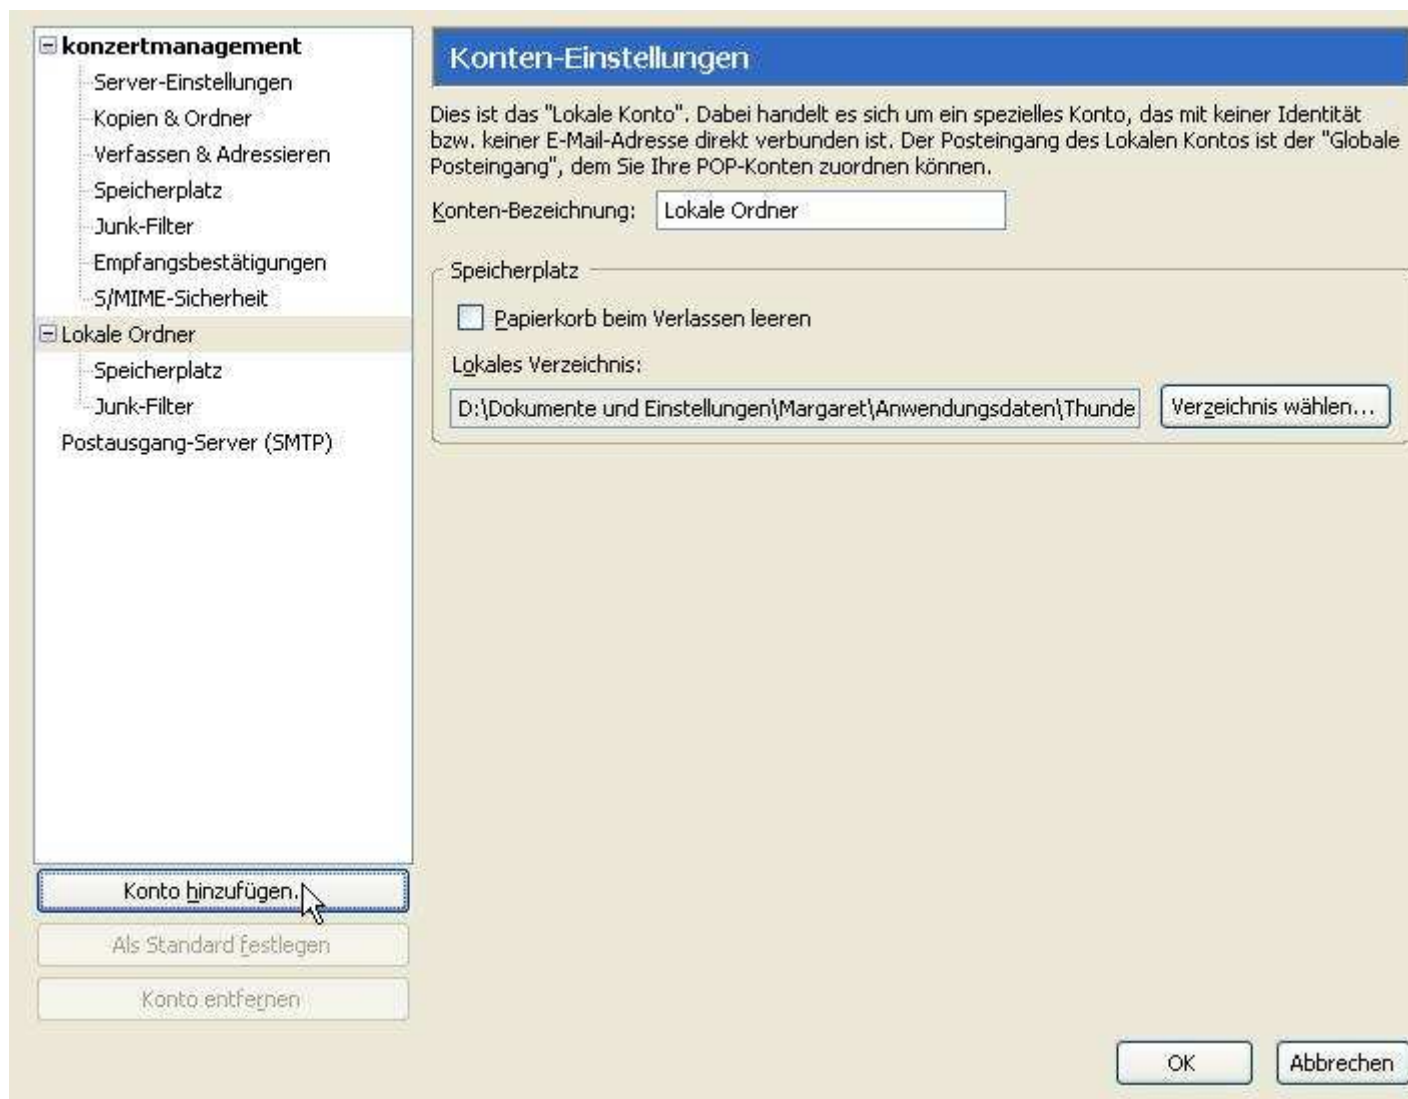 konzertmanagement
Server-Einstellungen
Kopien & Ordner
Verfassen & Adressieren
Speicherplatz
Junk-Filter
Empfangsbestätigungen
S/MIME-Sicherheit
Lokale Ordner
Speicherplatz
Junk-Filter
Postausgang-Server (SMTP)
Konto hinzufügen.
Als Standard festlegen
Konto entfernen
Konten-Einstellungen
Dies ist das "Lokale Konto". Dabei handelt es sich um ein spezielles Konto, das mit keiner Identität
bzw. keiner E-Mail-Adresse direkt verbunden ist. Der Posteingang des Lokalen Kontos ist der "Globale
Posteingang", dem Sie Ihre POP-Konten zuordnen können.
Konten-Bezeichnung: Lokale Ordner
Speicherplatz
Papierkorb beim Verlassen leeren
Lokales Verzeichnis:
D:\Dokumente und Einstellungen\Margaret\Anwendungsdaten\Thunde Verzeichnis wählen...
OK Abbrechen